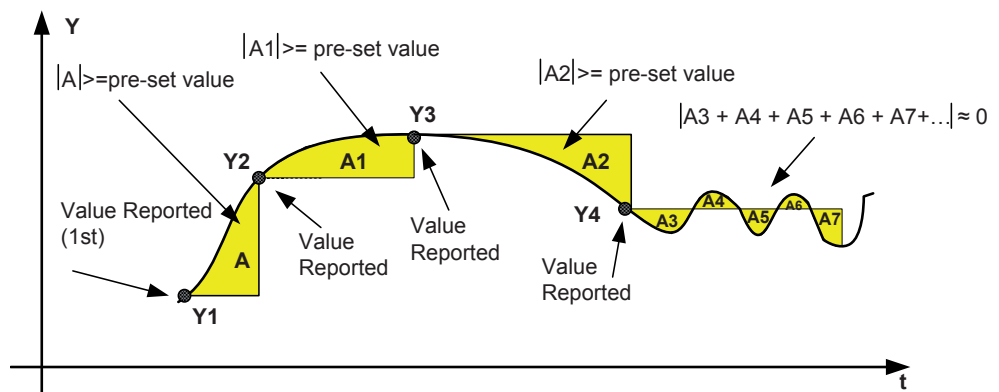 Y
|A1|>= pre-set value
|A|>=pre-set value
|A2|>= pre-set value
Y3
|A3 + A4 + A5 + A6 + A7+...| ≈ 0
Y2
A1
A2
Value Reported
(1st)
Value
Reported
Value
Reported
Y4
A3
A4
A5
A6
A7
A
Value
Reported
Y1
t